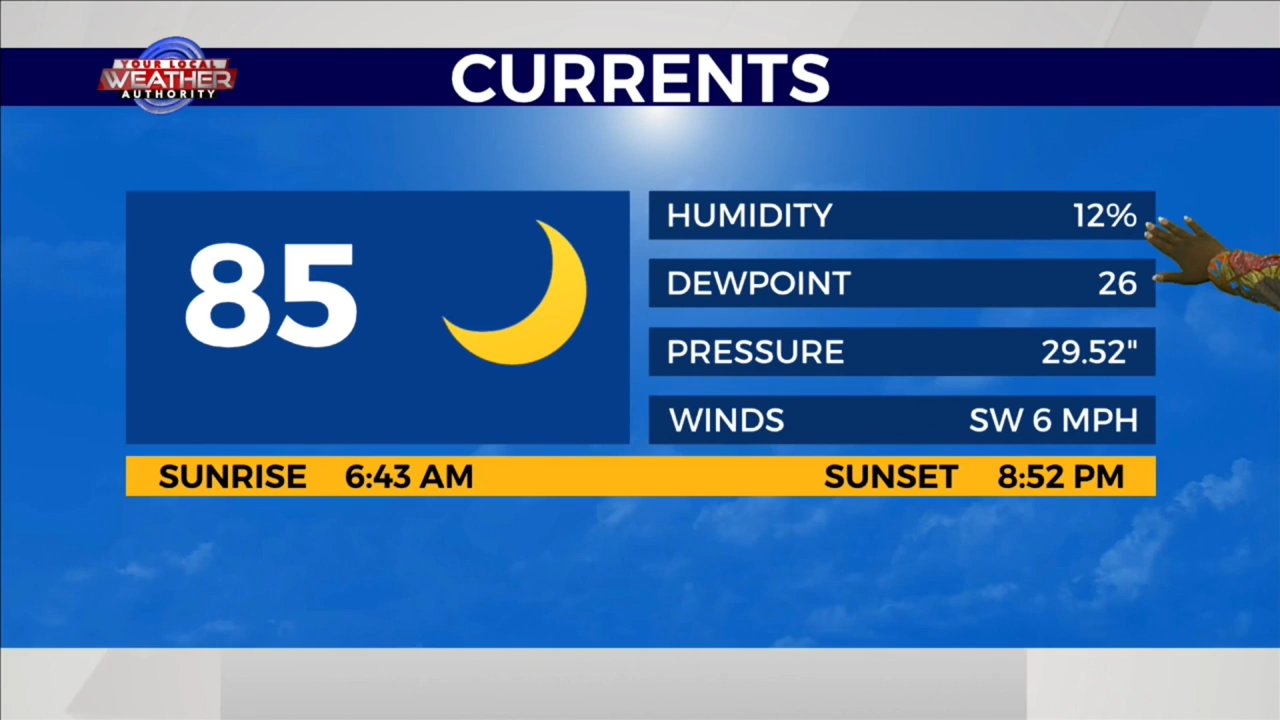 YOUR LOCAL
WEATHER
AUTHORITY
CURRENTS
85
HUMIDITY 12%
DEWPOINT 26
PRESSURE 29.52"
WINDS SW 6 MPH
SUNRISE 6:43 AM SUNSET 8:52 PM